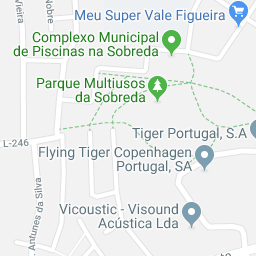 Meu Super Vale Figueira
Vieira
Complexo Municipal
de Piscinas na Sobreda
Parque Multiusos
da Sobreda
Tiger Portugal, S.A
L-246
Flying Tiger Copenhagen
Portugal, SA
Antunes da Silva
Vicoustic - Visound
Acústica Lda